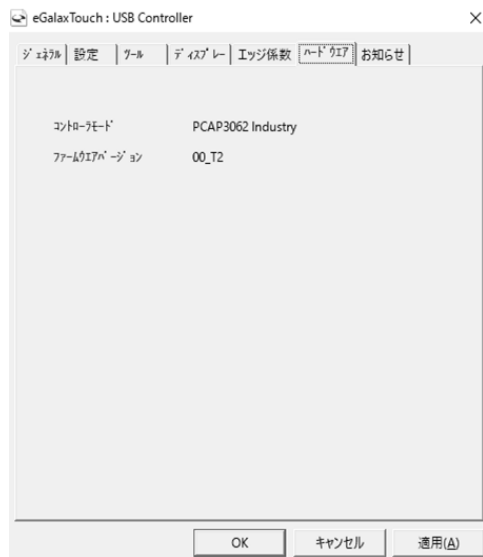 eGalaxTouch : USB Controller
ｼﾞｪﾈﾗﾙ 設定 ﾂｰﾙ ﾃﾞｨｽﾌﾟﾚｰ エッジ係数 ﾊｰﾄﾞｳｴｱ お知らせ
ｺﾝﾄﾛｰﾗﾓｰﾄﾞ PCAP3062 Industry
ﾌｧｰﾑｳｴｱﾊﾞｰｼﾞｮﾝ 00_T2
OK キャンセル 適用(A)